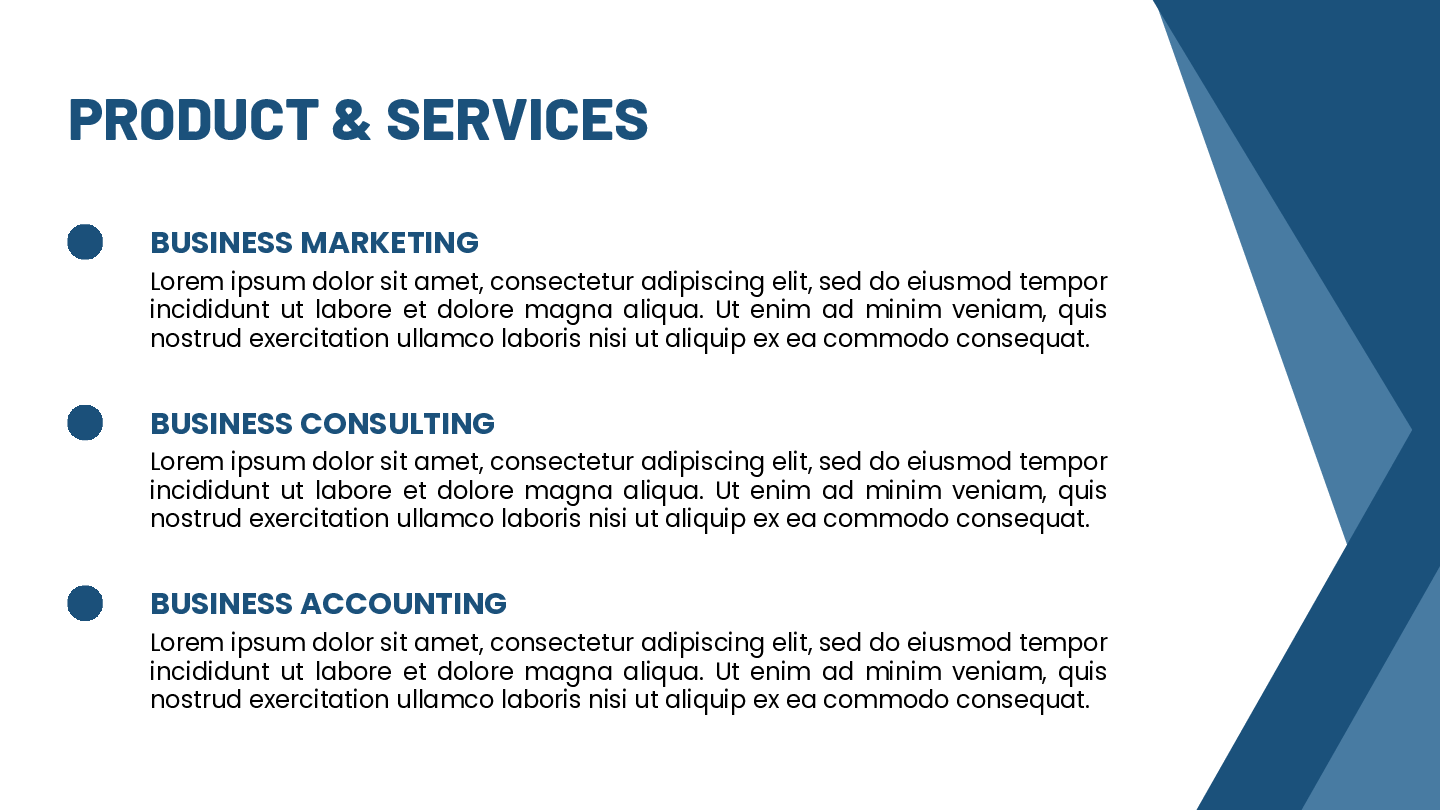 PRODUCT & SERVICES
BUSINESS MARKETING
Lorem ipsum dolor sit amet, consectetur adipiscing elit, sed do eiusmod tempor
incididunt ut labore et dolore magna aliqua. Ut enim ad minim veniam, quis
nostrud exercitation ullamco laboris nisi ut aliquip ex ea commodo consequat.
BUSINESS CONSULTING
Lorem ipsum dolor sit amet, consectetur adipiscing elit, sed do eiusmod tempor
incididunt ut labore et dolore magna aliqua. Ut enim ad minim veniam, quis
nostrud exercitation ullamco laboris nisi ut aliquip ex ea commodo consequat.
BUSINESS ACCOUNTING
Lorem ipsum dolor sit amet, consectetur adipiscing elit, sed do eiusmod tempor
incididunt ut labore et dolore magna aliqua. Ut enim ad minim veniam, quis
nostrud exercitation ullamco laboris nisi ut aliquip ex ea commodo consequat.